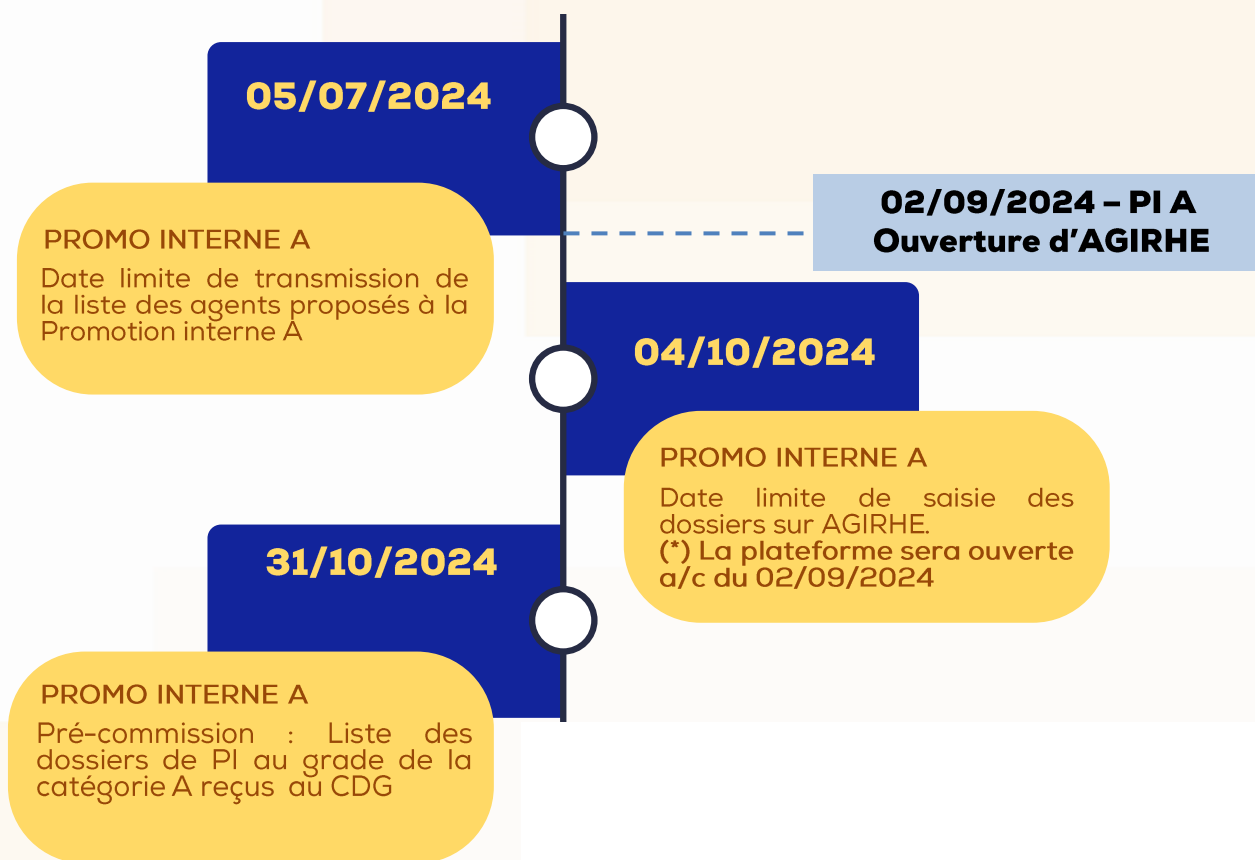 05/07/2024
PROMO INTERNE A
Date limite de transmission de
la liste des agents proposés à la
Promotion interne A
02/09/2024 – PI A
Ouverture d'AGIRHE
04/10/2024
PROMO INTERNE A
Date limite de saisie des
dossiers sur AGIRHE.
(*) La plateforme sera ouverte
a/c du 02/09/2024
31/10/2024
PROMO INTERNE A
Pré-commission : Liste des
dossiers de PI au grade de la
catégorie A reçus au CDG